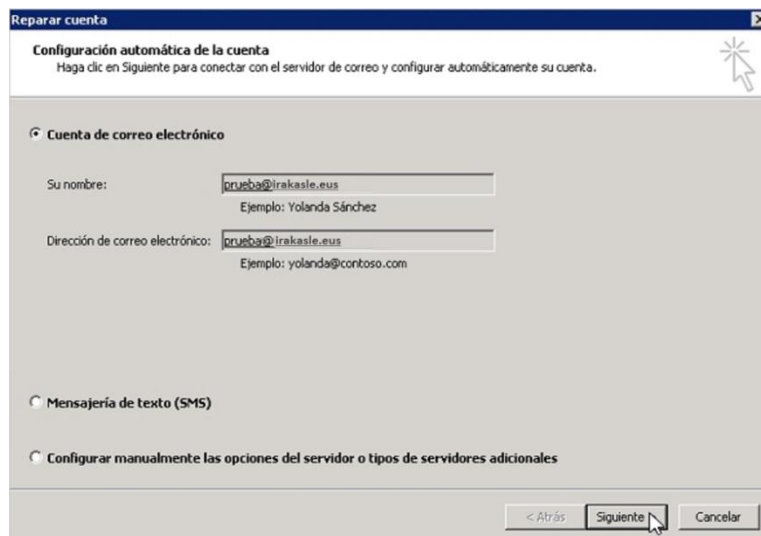 Reparar cuenta
Configuración automática de la cuenta
Haga clic en Siguiente para conectar con el servidor de correo y configurar automáticamente su cuenta.
Cuenta de correo electrónico
Su nombre: prueba@irakasle.eus
Ejemplo: Yolanda Sánchez
Dirección de correo electrónico: prueba@irakasle.eus
Ejemplo: yolanda@contoso.com
Mensajería de texto (SMS)
Configurar manualmente las opciones del servidor o tipos de servidores adicionales
< Atrás Siguiente Cancelar